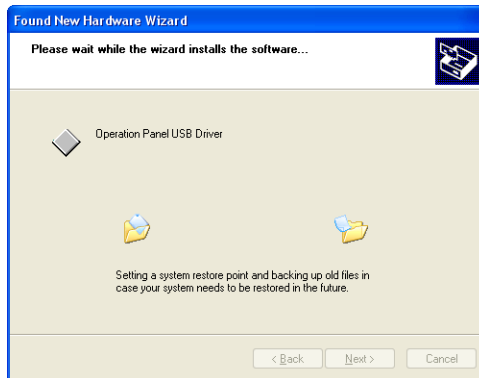 Found New Hardware Wizard
Please wait while the wizard installs the software...
Operation Panel USB Driver
Setting a system restore point and backing up old files in
case your system needs to be restored in the future.
< Back Next > Cancel